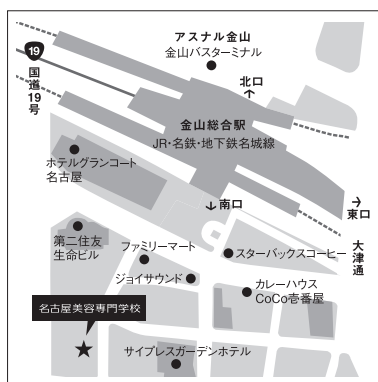 19
国道19号
アスナル金山
金山バスターミナル
北口
金山総合駅
JR・名鉄・地下鉄名城線
ホテルグランコート
名古屋
南口
東口
大津通
第二住友
生命ビル
ファミリーマート
スターバックスコーヒー
ジョイサウンド
カレーハウス
CoCo壱番屋
名古屋美容専門学校
サイプレスガーデンホテル